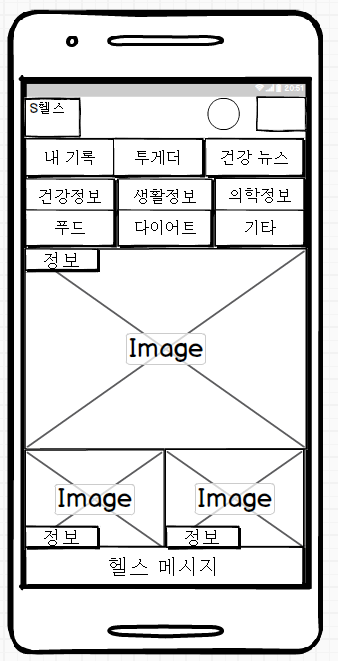 20:51
S헬스
내 기록 투게더 건강 뉴스
건강정보 생활정보 의학정보
푸드 다이어트 기타
정보
Image
Image Image
정보 정보
헬스 메시지